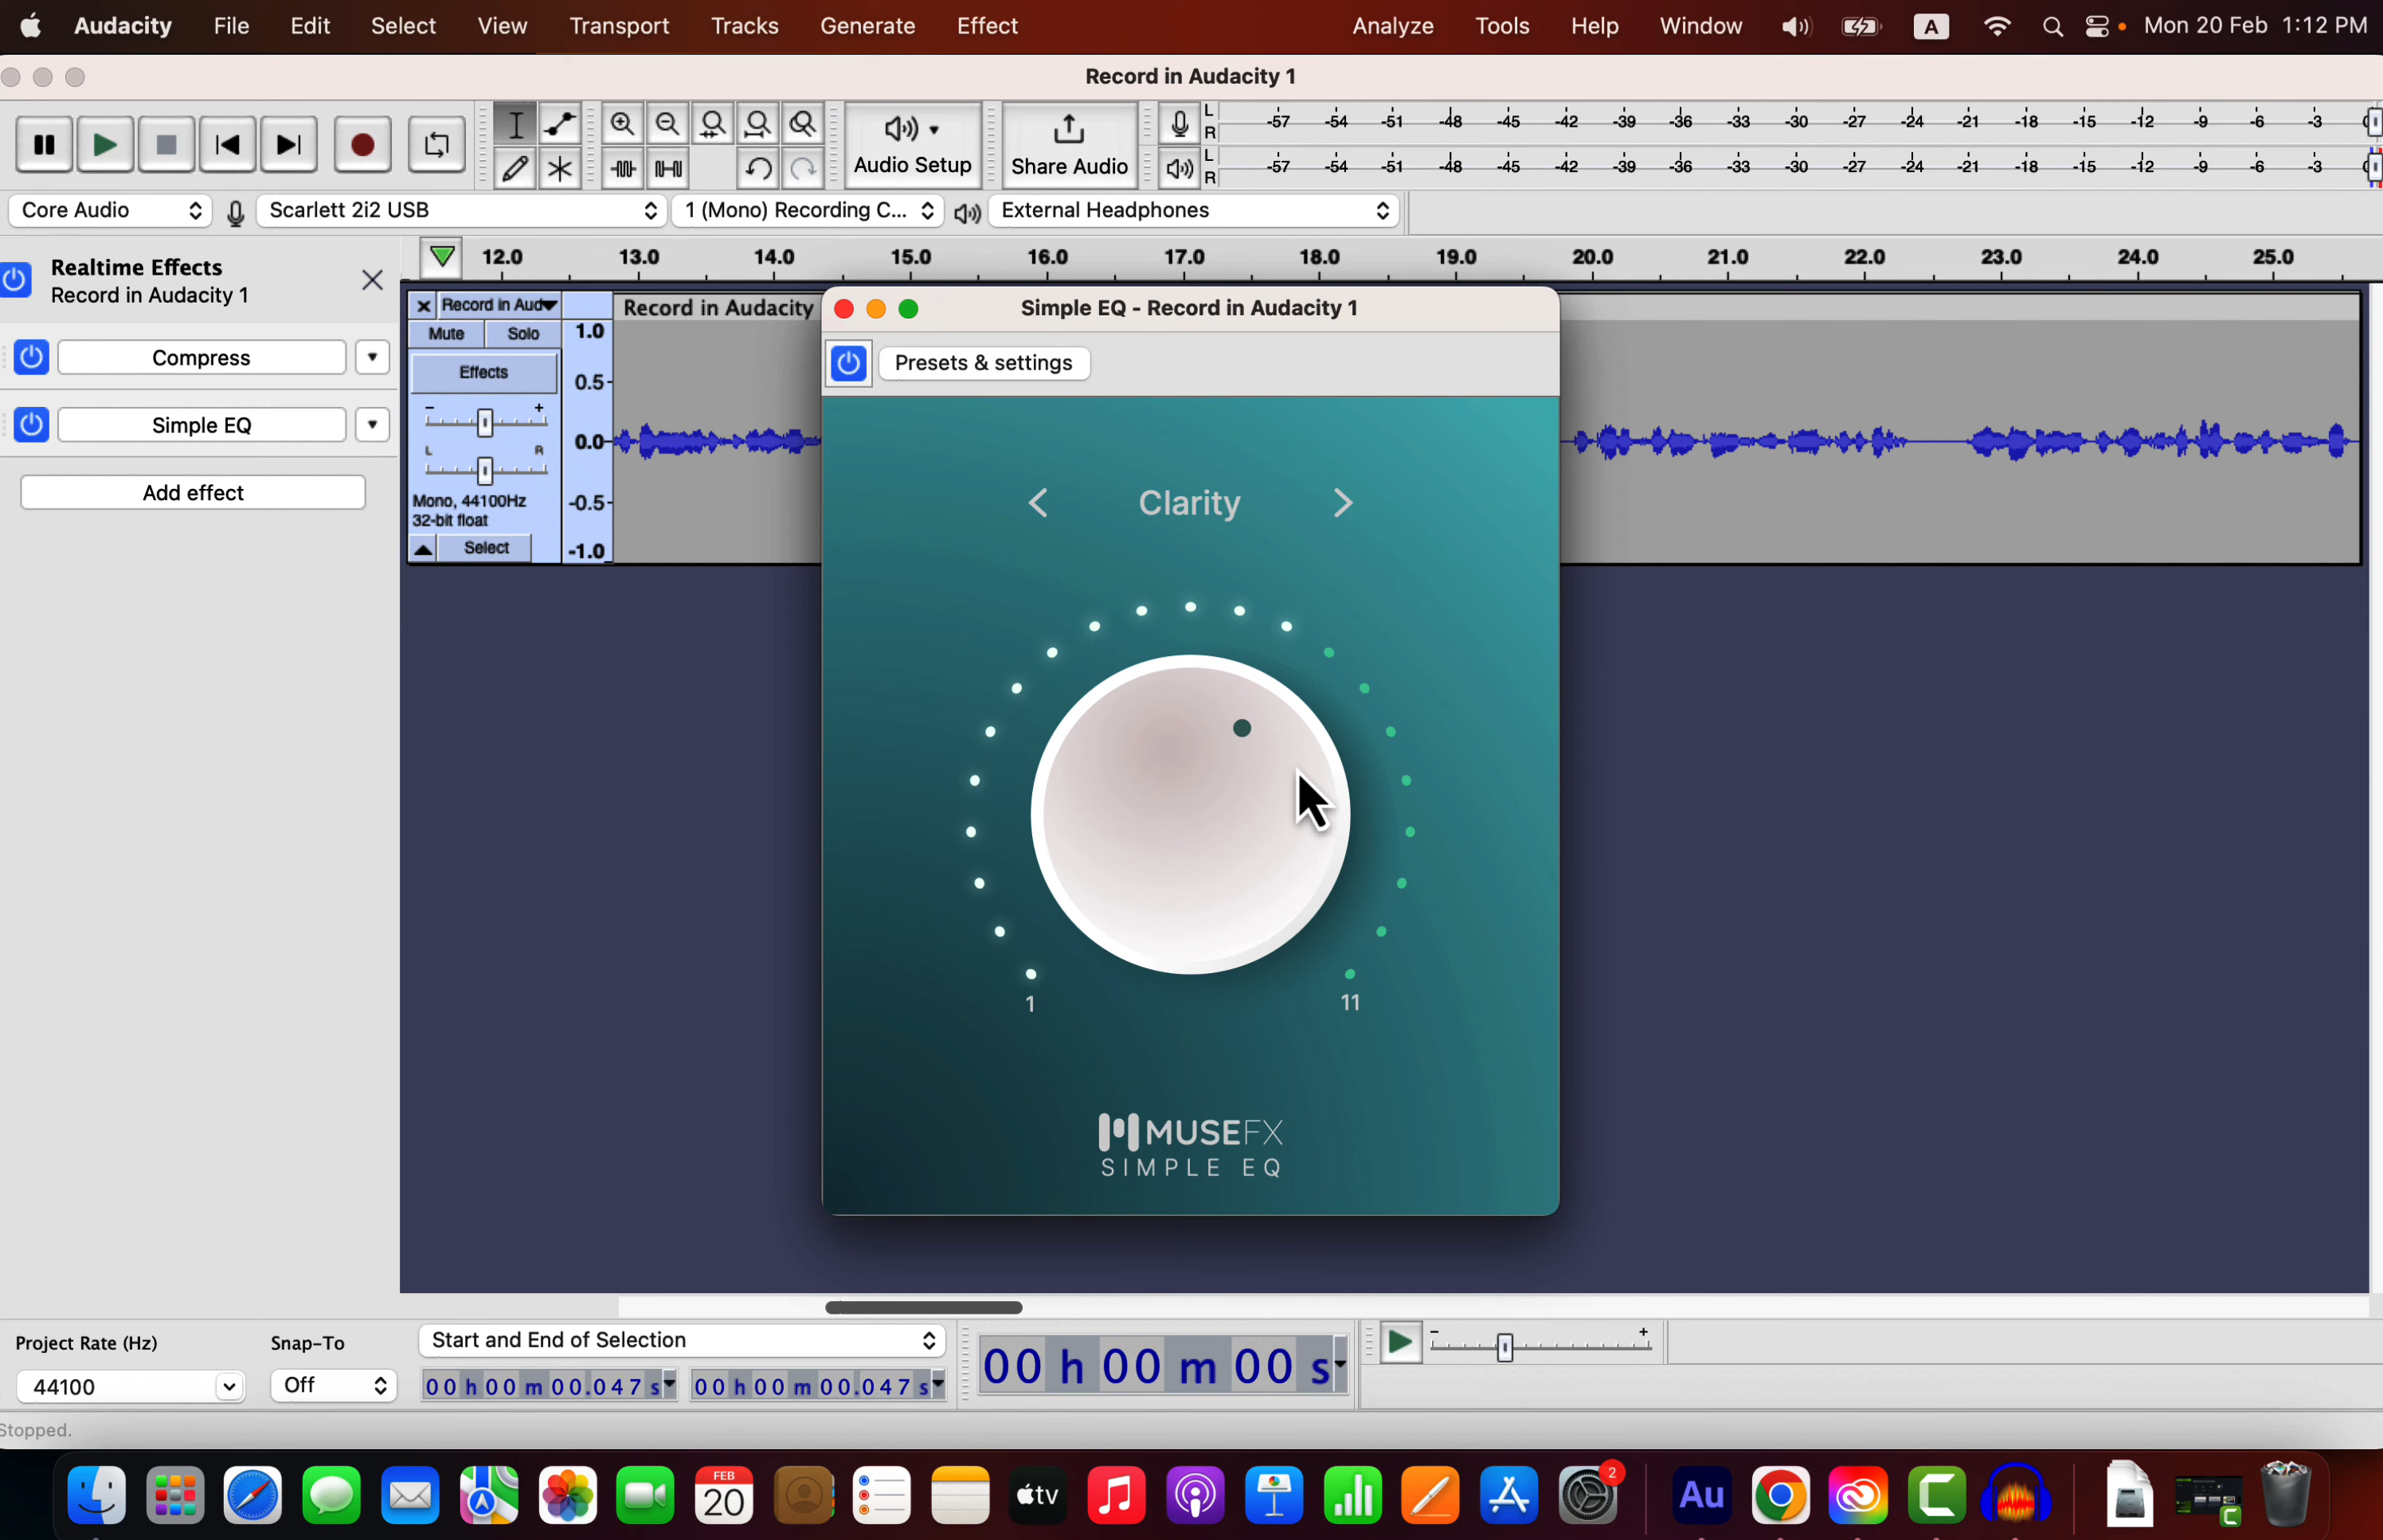 Audacity File Edit Select View Transport Tracks Generate Effect Analyze Tools Help Window A Mon 20 Feb 1:12 PM
Record in Audacity 1
Audio Setup
Share Audio
L
R
-57 -54 -51 -48 -45 -42 -39 -36 -33 -30 -27 -24 -21 -18 -15 -12 -9 -6 -3 0
L
R
-57 -54 -51 -48 -45 -42 -39 -36 -33 -30 -27 -24 -21 -18 -15 -12 -9 -6 -3 0
Core Audio Scarlett 2i2 USB 1 (Mono) Recording C... External Headphones
12.0 13.0 14.0 15.0 16.0 17.0 18.0 19.0 20.0 21.0 22.0 23.0 24.0 25.0
Realtime Effects
Record in Audacity 1
Compress
Simple EQ
Add effect
Record in Aud
Mute Solo
Effects
- +
L R
Mono, 44100Hz
32-bit float
Select
1.0
0.5-
0.0-
-0.5-
-1.0
Record in Audacity
Simple EQ - Record in Audacity 1
Presets & settings
< Clarity >
1 11
MUSEFX
SIMPLE EQ
Project Rate (Hz) Snap-To Start and End of Selection
44100 Off 00 h 00 m 00.047 s 00 h 00 m 00.047 s
00 h 00 m 00 s
- +
Stopped.
FEB
20
tv
2
Au